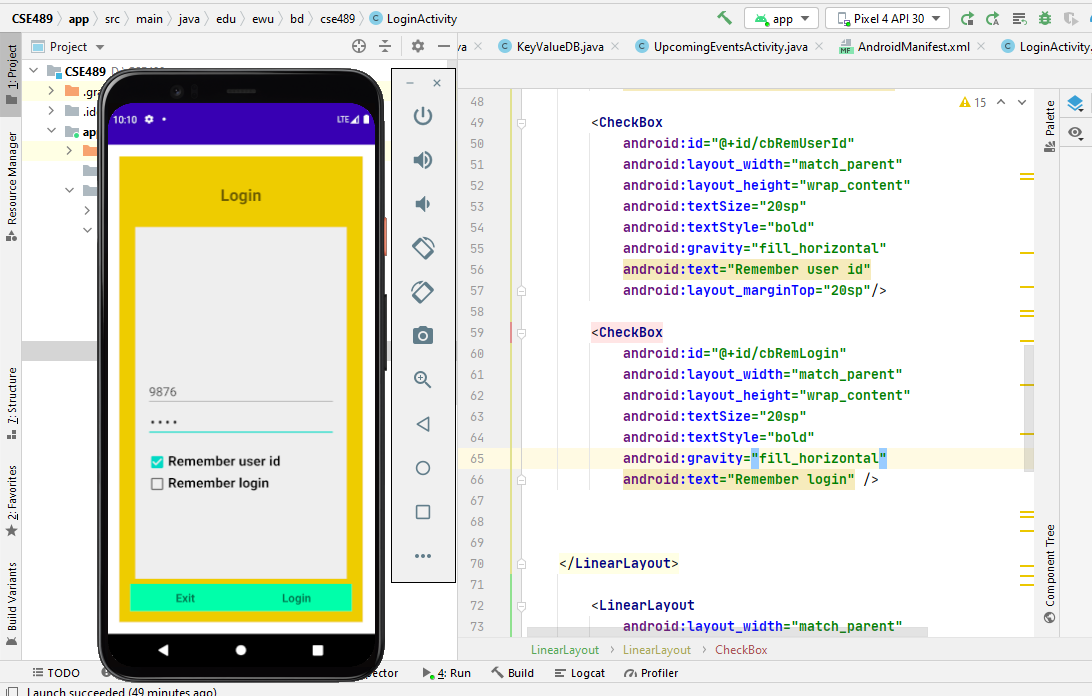 CSE489 app src main java edu ewu bd cse489 LoginActivity
app
Pixel 4 API 30
Project
va
KeyValueDB.java
UpcomingEventsActivity.java
AndroidManifest.xml
LoginActivity.
1: Project
Resource Manager
7: Structure
2: Favorites
Build Variants
CSE489
.gra
.id
app
10:10
LTE
Login
9876
••••
Remember user id
Remember login
Exit
Login
15
48
49 <CheckBox
50 android:id="@+id/cbRemUserId"
51 android:layout_width="match_parent"
52 android:layout_height="wrap_content"
53 android:textSize="20sp"
54 android:textStyle="bold"
55 android:gravity="fill_horizontal"
56 android:text="Remember user id"
57 android:layout_marginTop="20sp"/>
58
59 <CheckBox
60 android:id="@+id/cbRemLogin"
61 android:layout_width="match_parent"
62 android:layout_height="wrap_content"
63 android:textSize="20sp"
64 android:textStyle="bold"
65 android:gravity="fill_horizontal"
66 android:text="Remember login" />
67
68
69
70 </LinearLayout>
71
72 <LinearLayout
73 android:layout_width="match_parent"
Palette
Component Tree
LinearLayout LinearLayout CheckBox
TODO
ector
4: Run
Build
Logcat
Profiler
Launch succeeded (49 minutes ago)